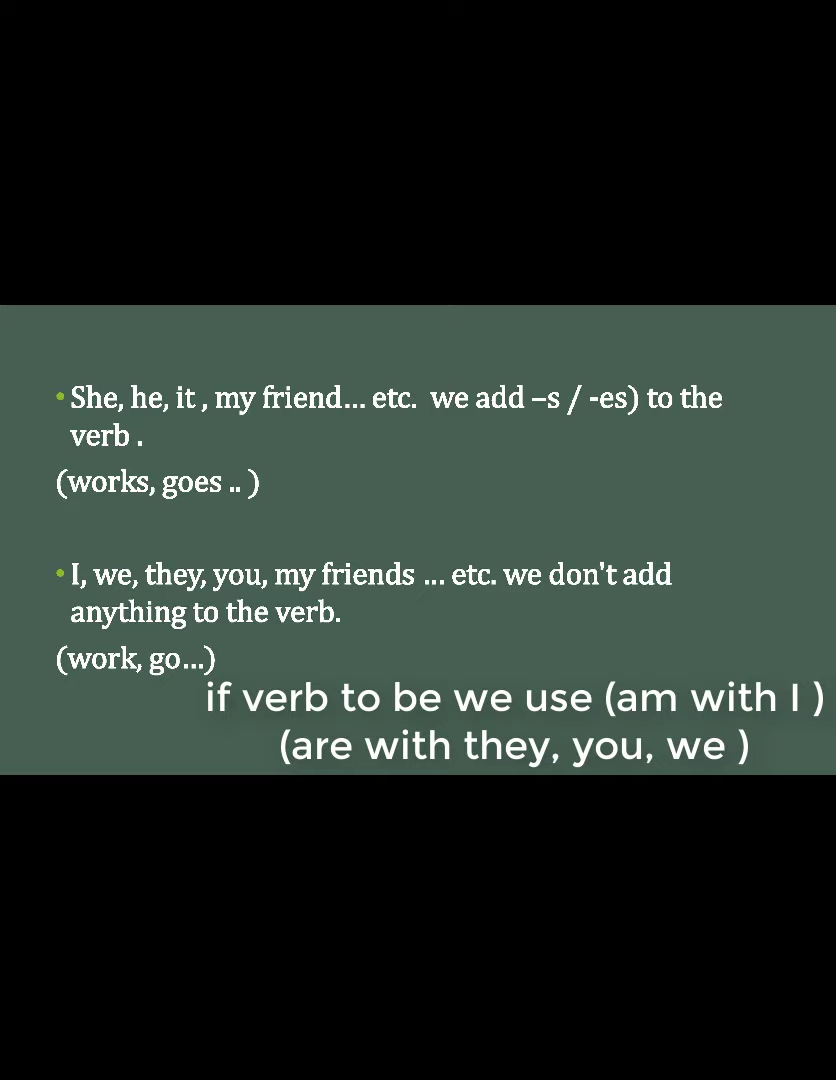 • She, he, it , my friend… etc.  we add –s / -es) to the
verb .
(works, goes .. )
• I, we, they, you, my friends … etc. we don't add
anything to the verb.
(work, go…)
if verb to be we use (am with I )
(are with they, you, we )